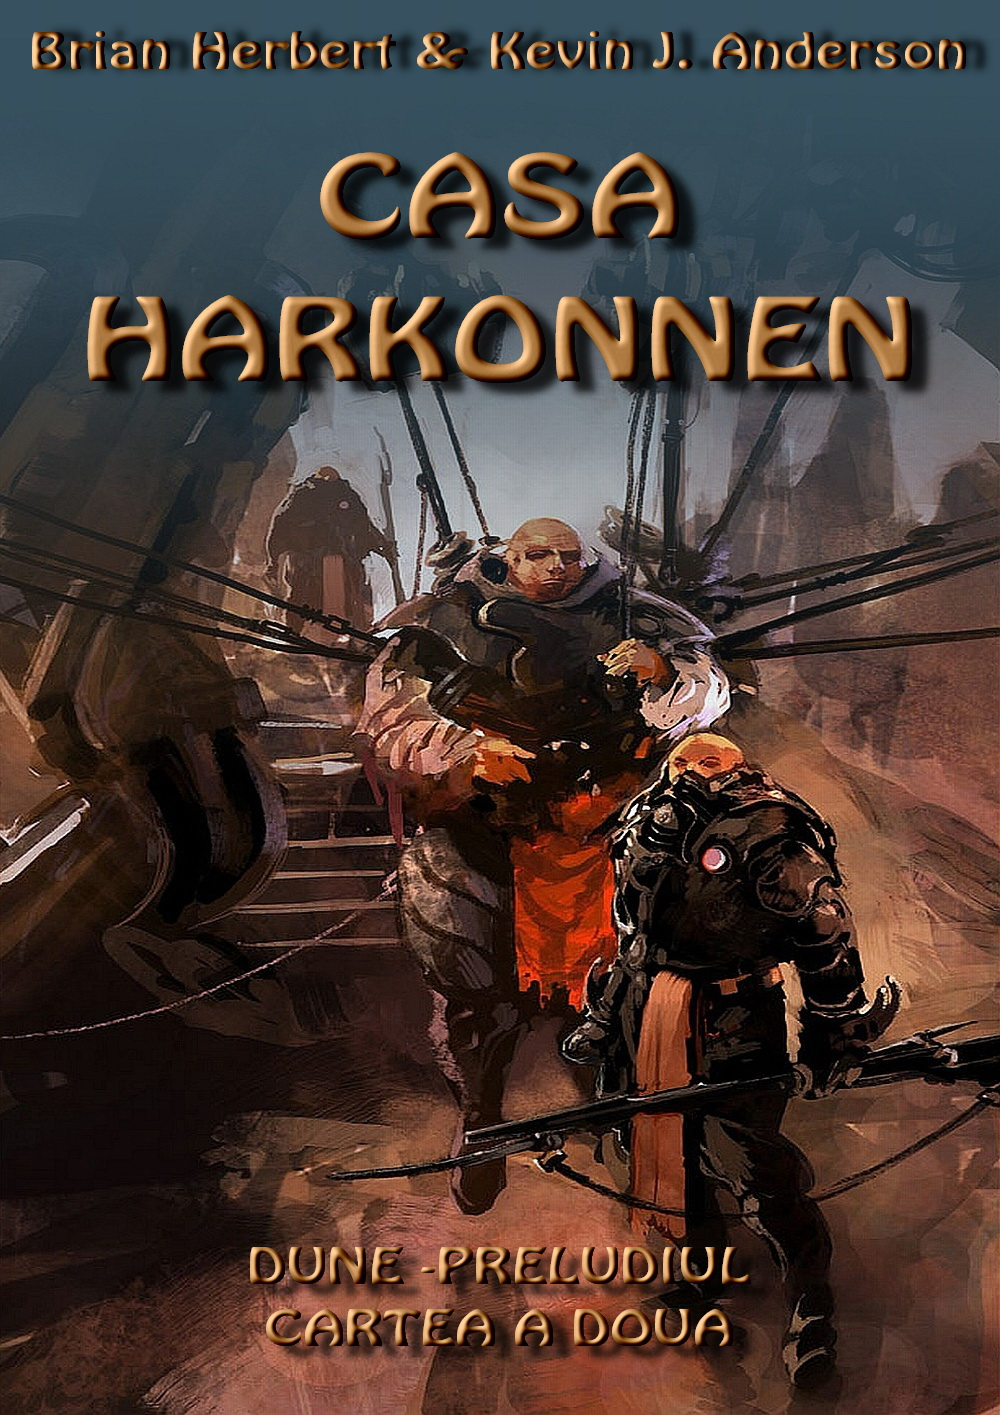 Brian Herbert & Kevin J. Anderson
CASA
HARKONNEN
DUNE -PRELUDIUL
CARTEA A DOUA